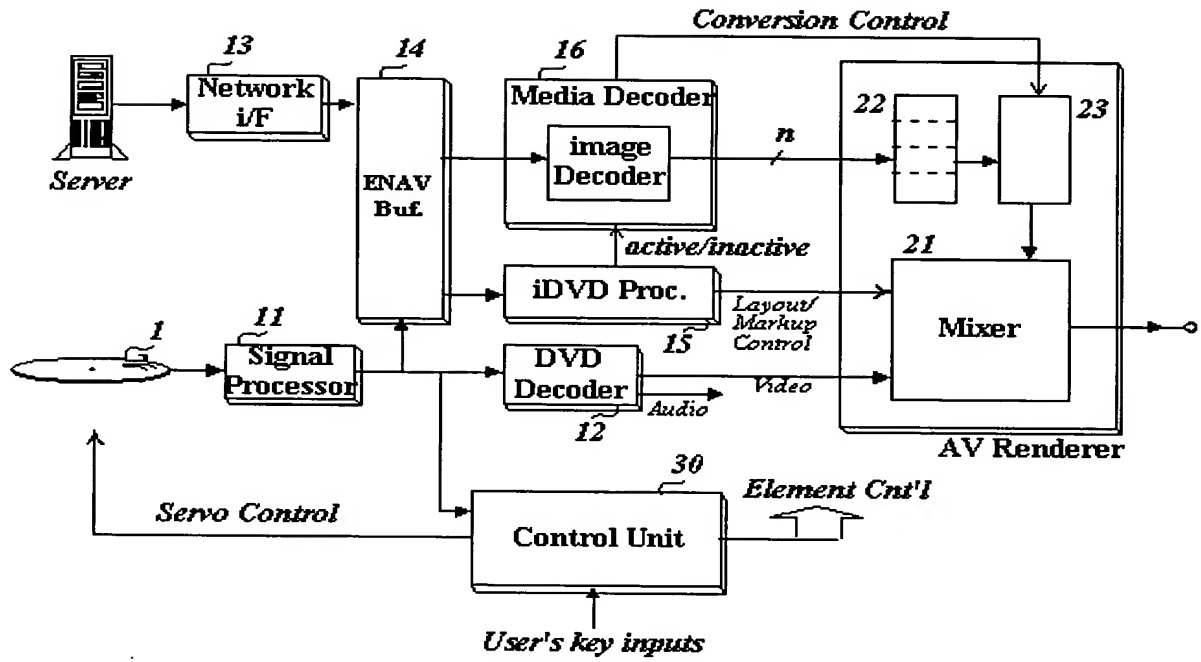 Conversion Control
13
14
16
Network
i/F
Media Decoder
22
23
image
Decoder
n
Server
ENAV
Buf.
active/inactive
21
iDVD Proc.
Layout/
Markup
Control
15
Mixer
1
11
Signal
Processor
DVD
Decoder
12
Audio
Video
AV Renderer
30
Element Cnt'l
Servo Control
Control Unit
User's key inputs